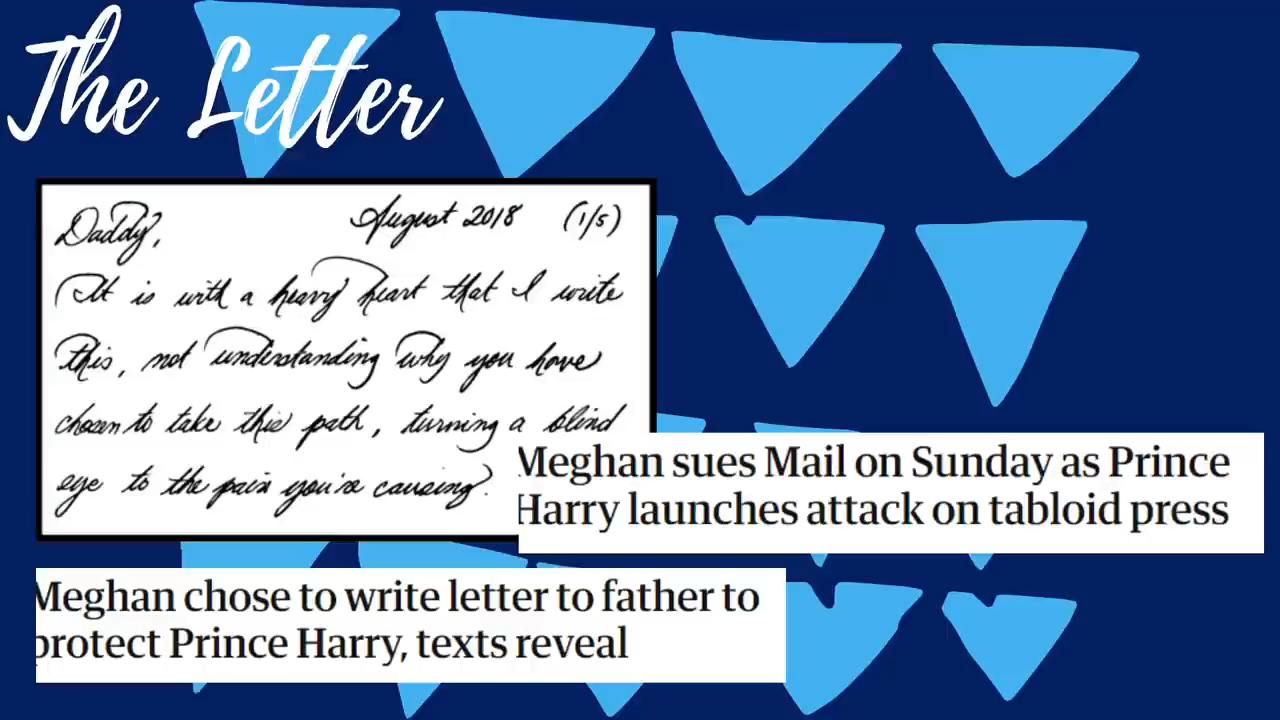 The Letter
Daddy,
August 2018 (1/5)
It is with a heavy heart that I write
this, not understanding why you have
chosen to take this path, turning a blind
eye to the pain you're causing.
Meghan sues Mail on Sunday as Prince
Harry launches attack on tabloid press
Meghan chose to write letter to father to
protect Prince Harry, texts reveal